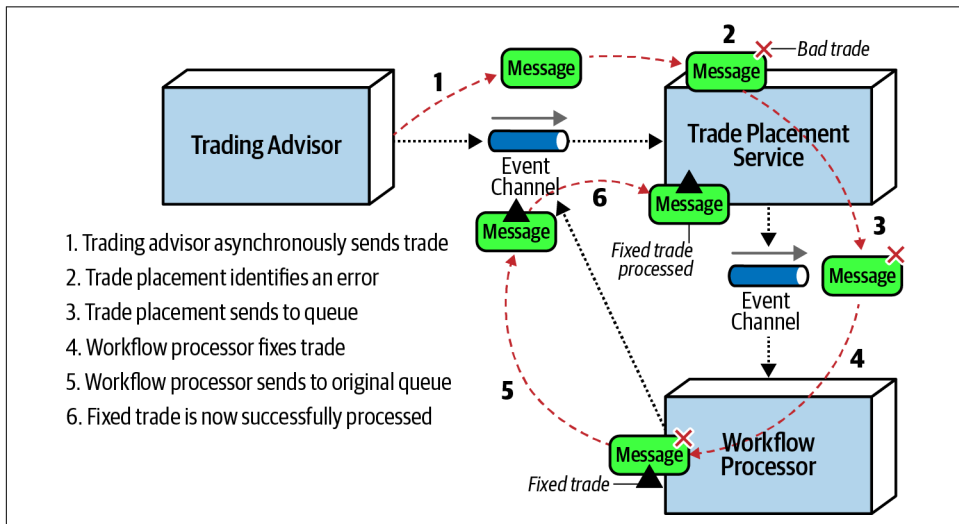 2
Bad trade
1
Message
Message
Trading Advisor
Trade Placement
Service
Event
Channel
6
Message
Message
Fixed trade
processed
3
Message
Event
Channel
1. Trading advisor asynchronously sends trade
2. Trade placement identifies an error
3. Trade placement sends to queue
4. Workflow processor fixes trade
5. Workflow processor sends to original queue
6. Fixed trade is now successfully processed
4
5
Message
Fixed trade
Workflow
Processor